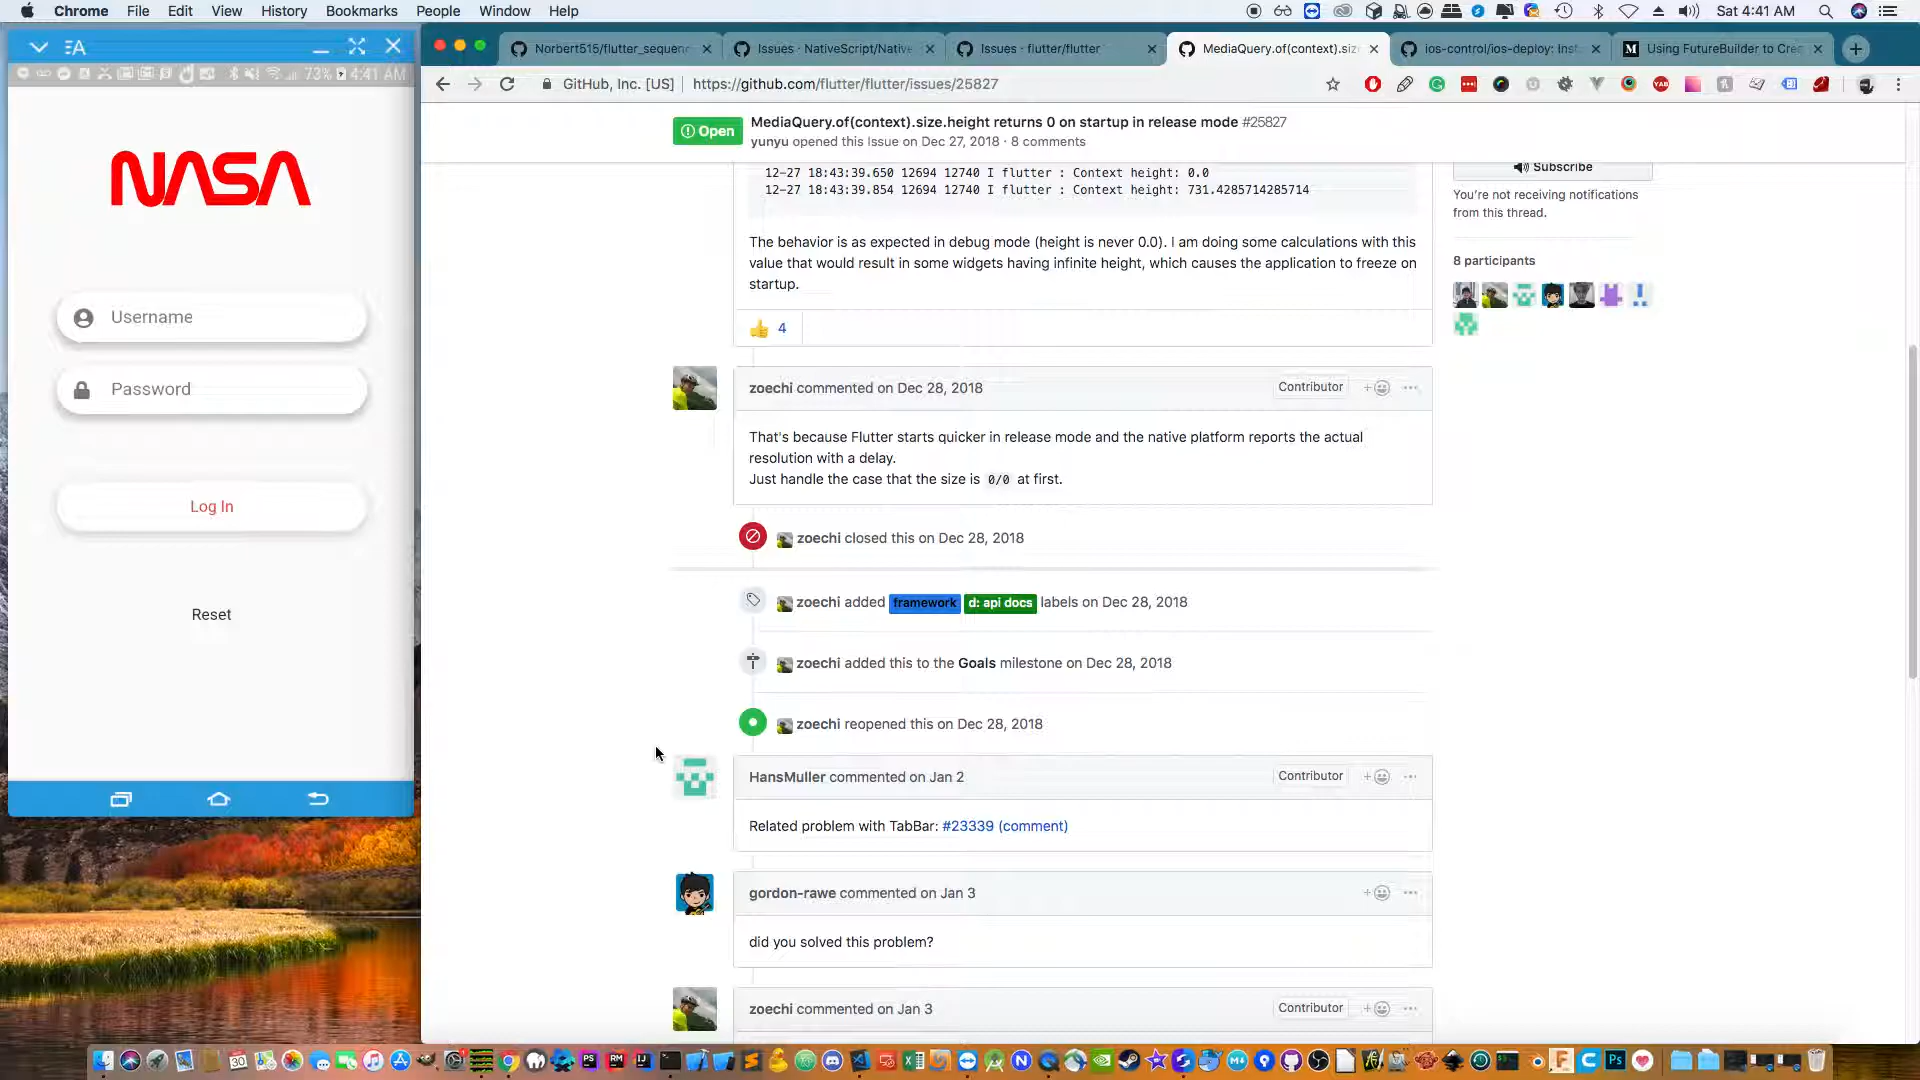 Chrome File Edit View History Bookmarks People Window Help
Sat 4:41 AM
73% 4:41 AM
NASA
Username
Password
Log In
Reset
Norbert515/flutter_sequen
Issues · NativeScript/Native
Issues · flutter/flutter
MediaQuery.of(context).siz
ios-control/ios-deploy: Inst
Using FutureBuilder to Cre
GitHub, Inc. [US] https://github.com/flutter/flutter/issues/25827
Open
MediaQuery.of(context).size.height returns 0 on startup in release mode #25827
yunyu opened this Issue on Dec 27, 2018 · 8 comments
12-27 18:43:39.650 12694 12740 I flutter : Context height: 0.0
12-27 18:43:39.854 12694 12740 I flutter : Context height: 731.4285714285714
The behavior is as expected in debug mode (height is never 0.0). I am doing some calculations with this
value that would result in some widgets having infinite height, which causes the application to freeze on
startup.
4
Subscribe
You're not receiving notifications
from this thread.
8 participants
zoechi commented on Dec 28, 2018 Contributor
That's because Flutter starts quicker in release mode and the native platform reports the actual
resolution with a delay.
Just handle the case that the size is 0/0 at first.
zoechi closed this on Dec 28, 2018
zoechi added framework d: api docs labels on Dec 28, 2018
zoechi added this to the Goals milestone on Dec 28, 2018
zoechi reopened this on Dec 28, 2018
HansMuller commented on Jan 2 Contributor
Related problem with TabBar: #23339 (comment)
gordon-rawe commented on Jan 3
did you solved this problem?
zoechi commented on Jan 3 Contributor